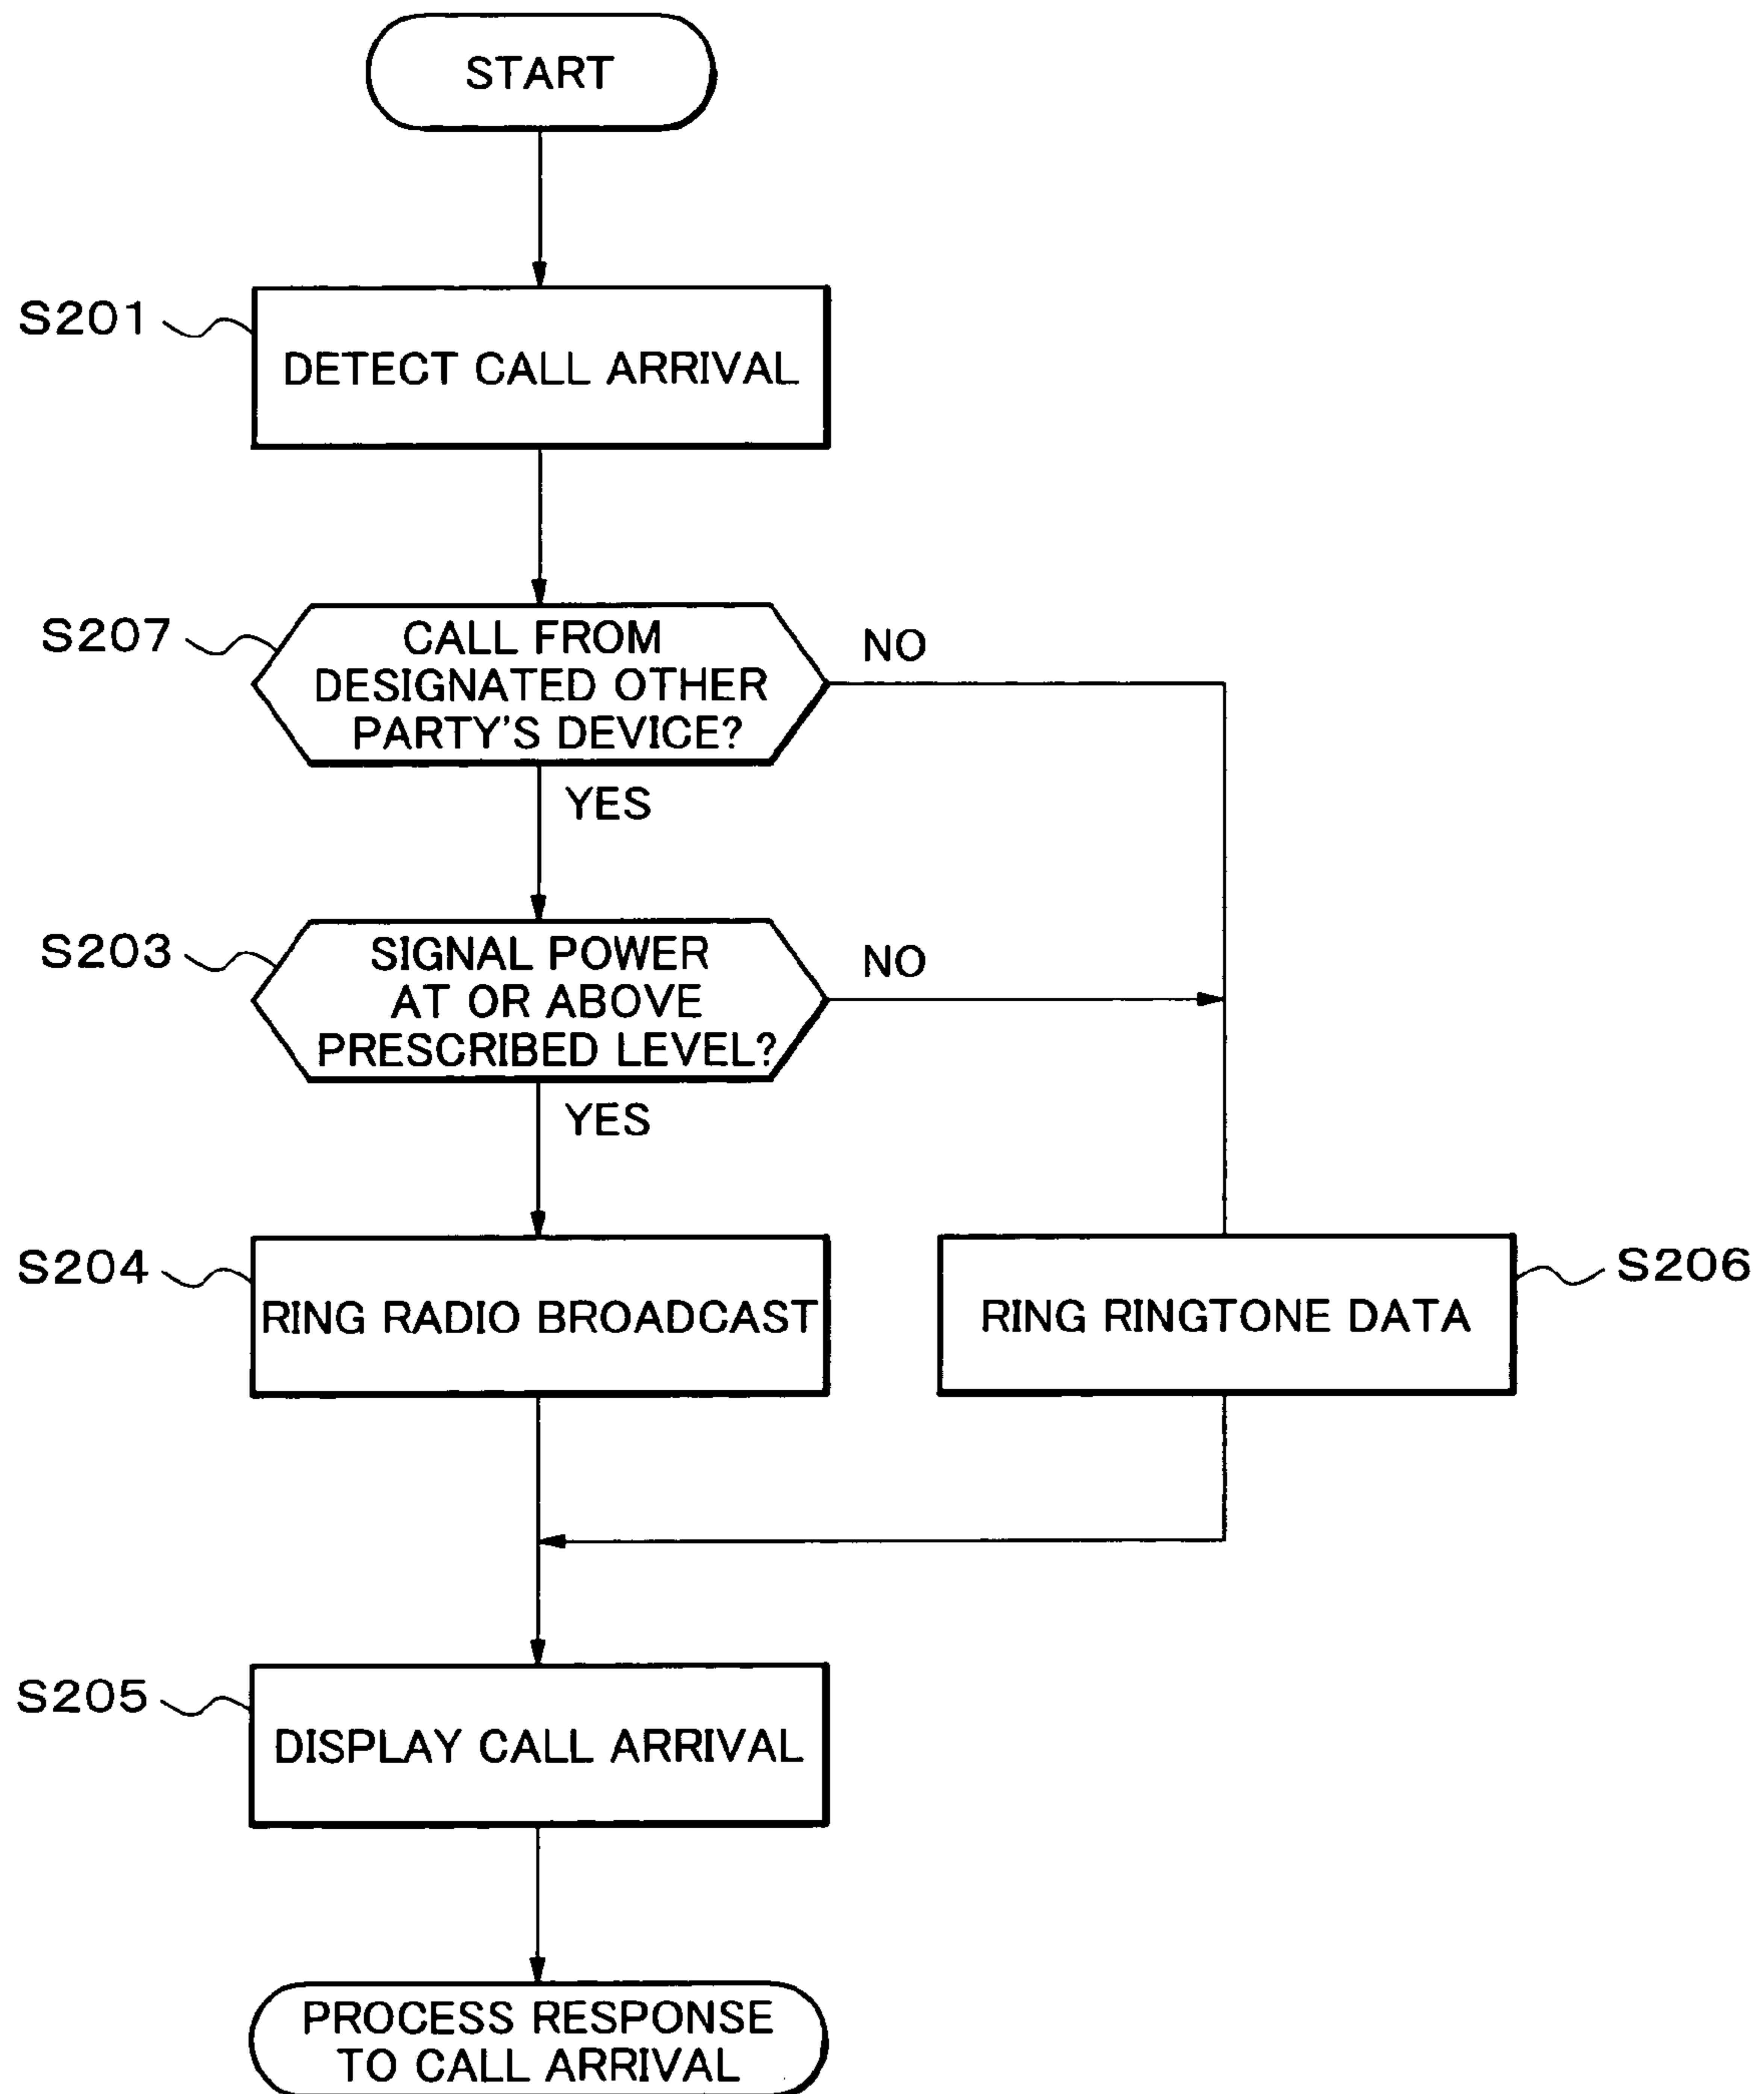 START
S201
DETECT CALL ARRIVAL
S207
CALL FROM
DESIGNATED OTHER
PARTY'S DEVICE?
NO
YES
S203
SIGNAL POWER
AT OR ABOVE
PRESCRIBED LEVEL?
NO
YES
S204
RING RADIO BROADCAST
RING RINGTONE DATA
S206
S205
DISPLAY CALL ARRIVAL
PROCESS RESPONSE
TO CALL ARRIVAL